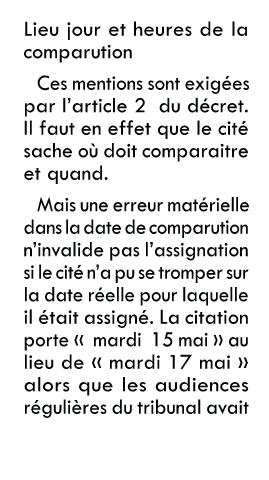 Lieu jour et heures de la
comparution
Ces mentions sont exigées
par l'article 2 du décret.
Il faut en effet que le cité
sache où doit comparaitre
et quand.
Mais une erreur matérielle
dans la date de comparution
n'invalide pas l'assignation
si le cité n'a pu se tromper sur
la date réelle pour laquelle
il était assigné. La citation
porte « mardi 15 mai » au
lieu de « mardi 17 mai »
alors que les audiences
régulières du tribunal avait